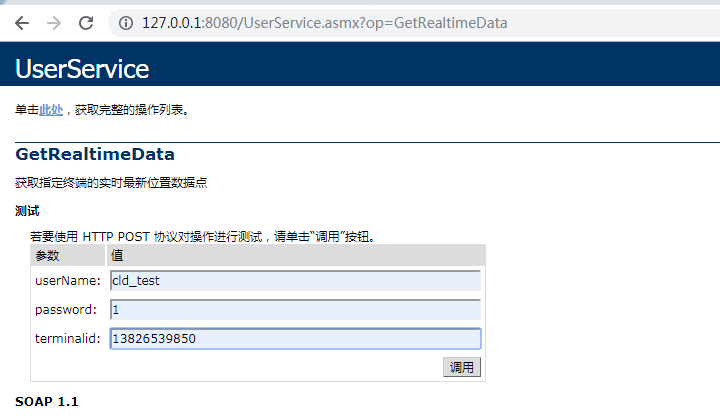 127.0.0.1:8080/UserService.asmx?op=GetRealtimeData
UserService
单击此处，获取完整的操作列表。
GetRealtimeData
获取指定终端的实时最新位置数据点
测试
若要使用 HTTP POST 协议对操作进行测试，请单击“调用”按钮。
参数 值
userName: cld_test
password: 1
terminalid: 13826539850
调用
SOAP 1.1